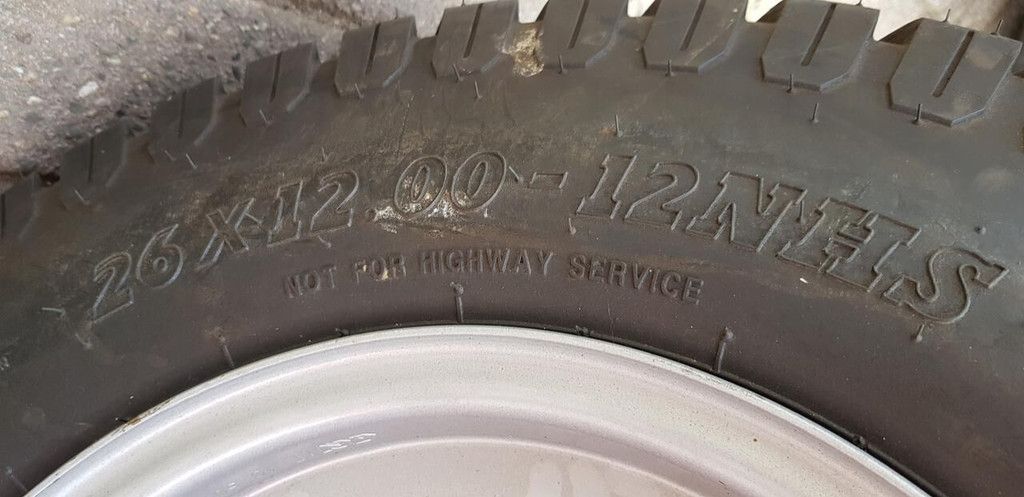 26X12.00-12NHS
NOT FOR HIGHWAY SERVICE